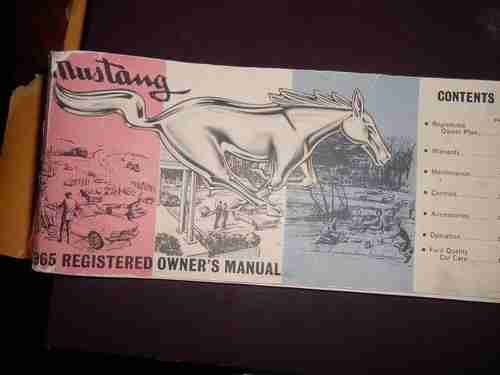 Mustang
965 REGISTERED OWNER'S MANUAL
CONTENTS
• Registered
Owner Plan
• Warranty
• Maintenance
• Controls
• Accessories
• Operation
• Ford Quality
Car Care